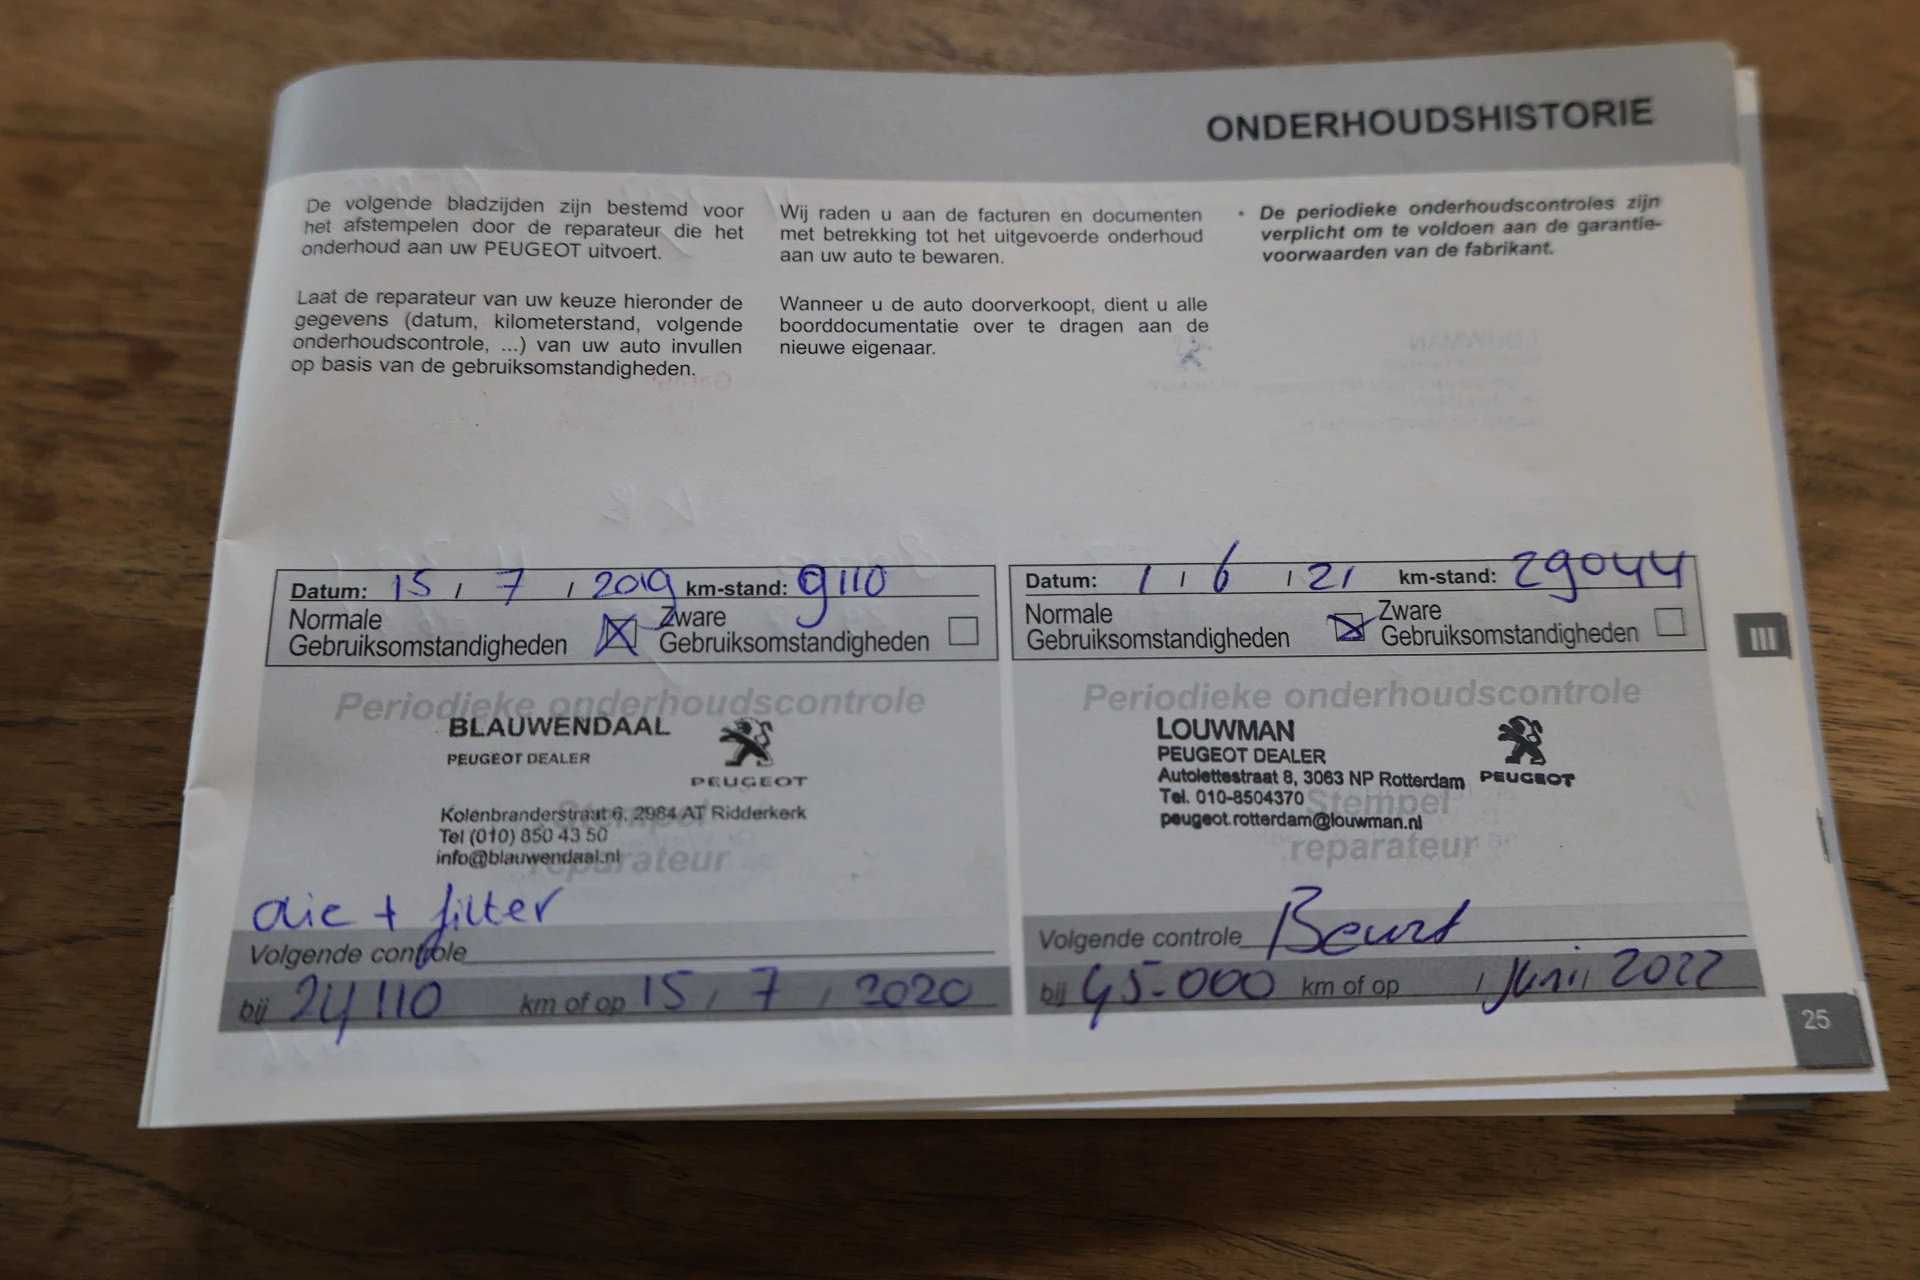 ONDERHOUDSHISTORIE
De volgende bladzijden zijn bestemd voor
het afstempelen door de reparateur die het
onderhoud aan uw PEUGEOT uitvoert.
Laat de reparateur van uw keuze hieronder de
gegevens (datum, kilometerstand, volgende
onderhoudscontrole, ...) van uw auto invullen
op basis van de gebruiksomstandigheden.
Wij raden u aan de facturen en documenten
met betrekking tot het uitgevoerde onderhoud
aan uw auto te bewaren.
Wanneer u de auto doorverkoopt, dient u alle
boorddocumentatie over te dragen aan de
nieuwe eigenaar.
• De periodieke onderhoudscontroles zijn
verplicht om te voldoen aan de garantie-
voorwaarden van de fabrikant.
Datum: 15 / 7 / 2019 km-stand: 9110
Normale
Gebruiksomstandigheden
Zware
Gebruiksomstandigheden
Periodieke onderhoudscontrole
BLAUWENDAAL
PEUGEOT DEALER
PEUGEOT
Kolenbranderstraat 6, 2984 AT Ridderkerk
Tel (010) 850 43 50
info@blauwendaal.nl
Stempel
reparateur
olie + filter
Volgende controle
bij 24110 km of op 15 / 7 / 2020
Datum: 1 / 6 / 21 km-stand: 29044
Normale
Gebruiksomstandigheden
Zware
Gebruiksomstandigheden
Periodieke onderhoudscontrole
LOUWMAN
PEUGEOT DEALER
Autolettestraat 8, 3063 NP Rotterdam
PEUGEOT
Tel. 010-8504370
peugeot.rotterdam@louwman.nl
Stempel
reparateur
Volgende controle Beurt
bij 45.000 km of op / Juni / 2022
III
25